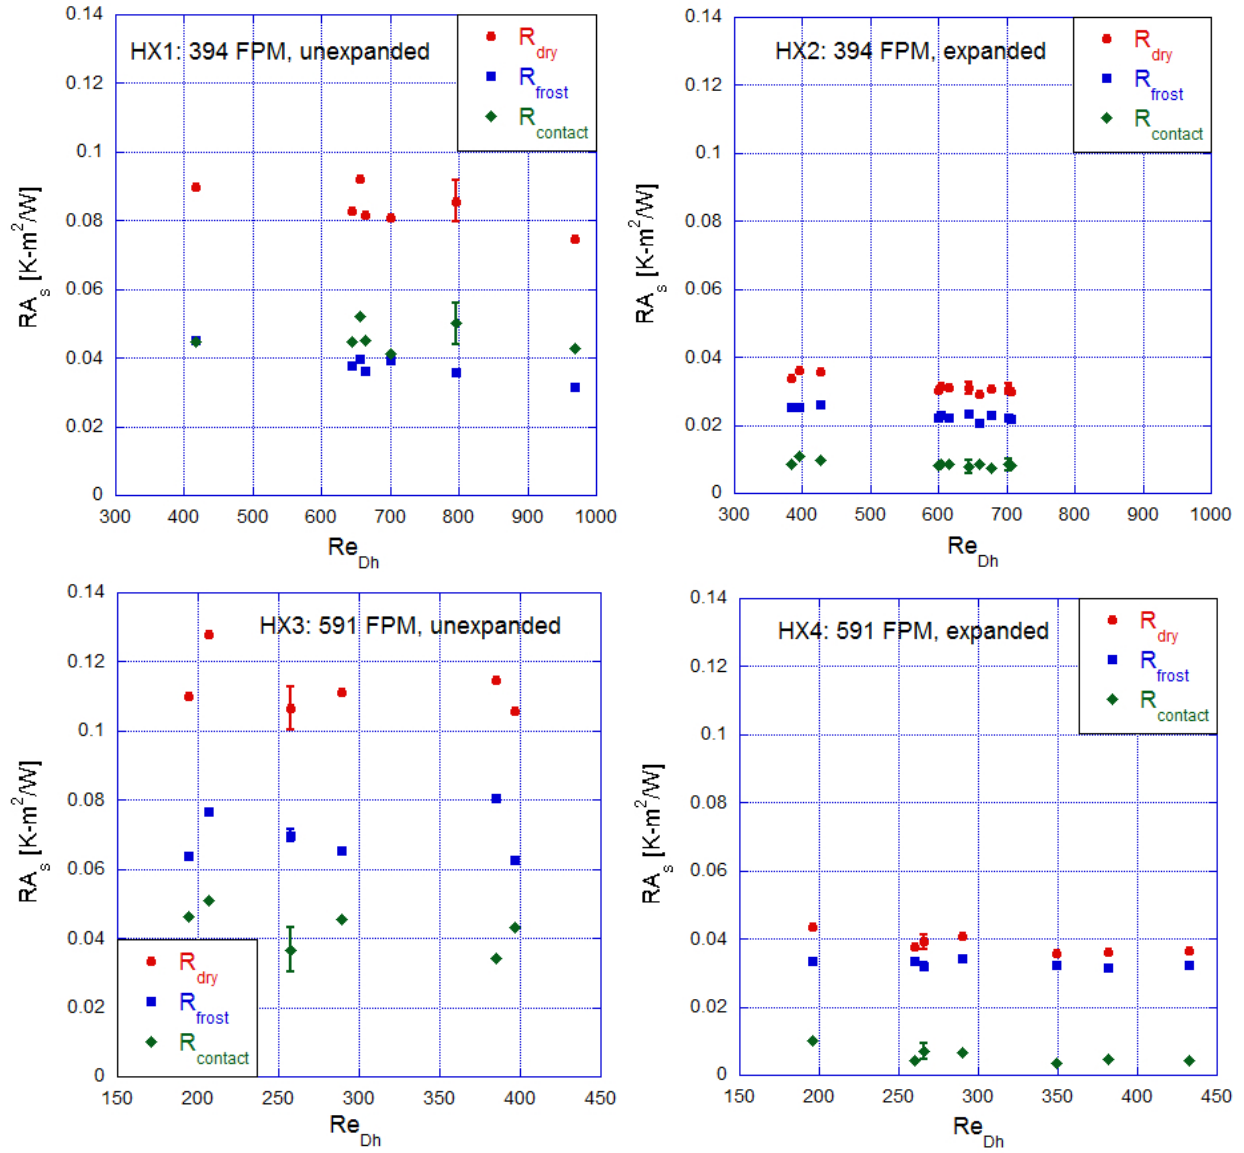 HX1: 394 FPM, unexpanded
R_dry
R_frost
R_contact
0.14
0.12
0.1
0.08
0.06
0.04
0.02
0
RA_s [K-m²/W]
300 400 500 600 700 800 900 1000
Re_Dh
HX2: 394 FPM, expanded
R_dry
R_frost
R_contact
0.14
0.12
0.1
0.08
0.06
0.04
0.02
0
RA_s [K-m²/W]
300 400 500 600 700 800 900 1000
Re_Dh
HX3: 591 FPM, unexpanded
0.14
0.12
0.1
0.08
0.06
0.04
0.02
0
RA_s [K-m²/W]
R_dry
R_frost
R_contact
150 200 250 300 350 400 450
Re_Dh
HX4: 591 FPM, expanded
R_dry
R_frost
R_contact
0.14
0.12
0.1
0.08
0.06
0.04
0.02
0
RA_s [K-m²/W]
150 200 250 300 350 400 450
Re_Dh